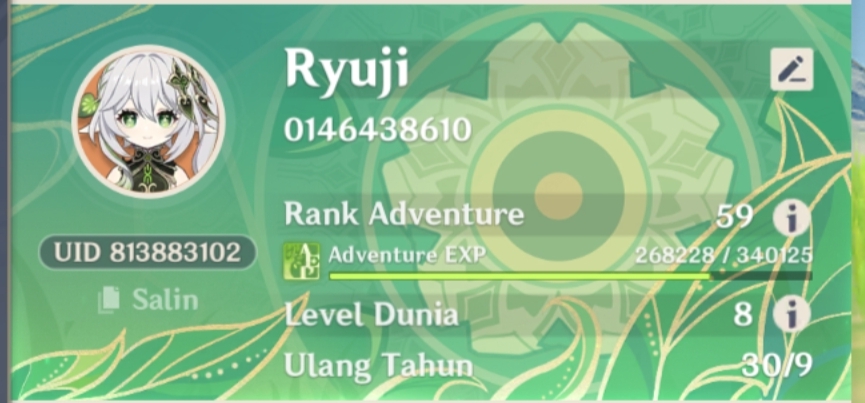 Ryuji
0146438610
Rank Adventure 59
Adventure EXP 268228 / 340125
UID 813883102
Salin
Level Dunia 8
Ulang Tahun 30/9